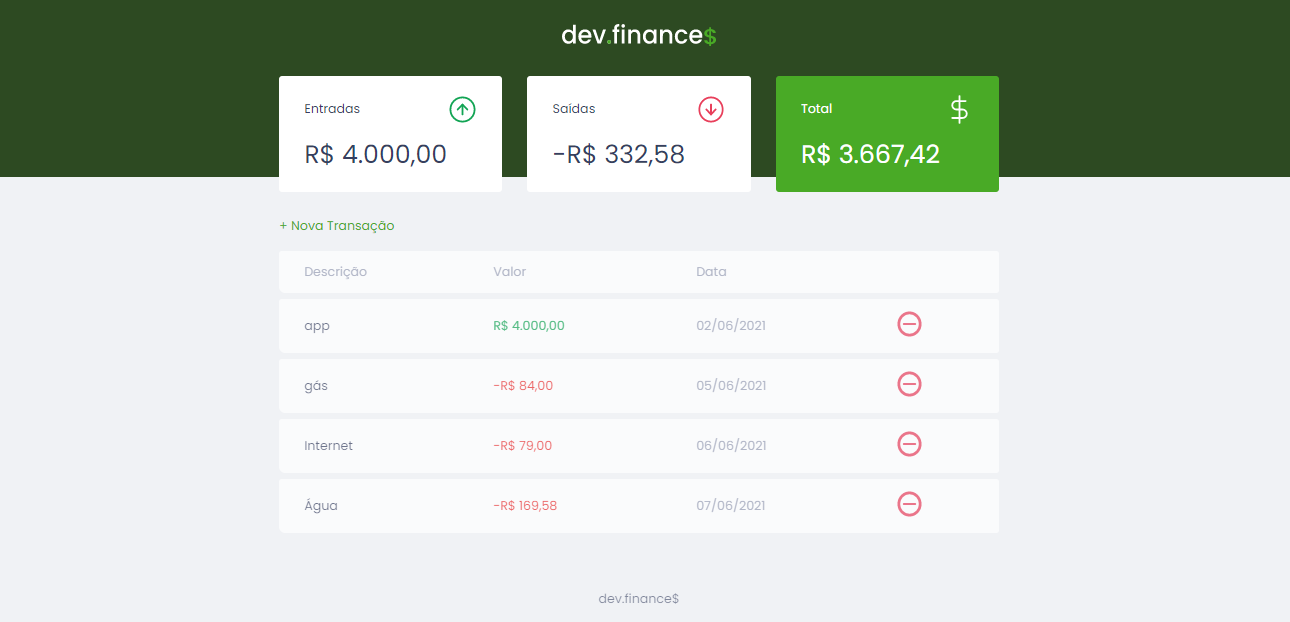 dev.finance$
Entradas
R$ 4.000,00
Saídas
-R$ 332,58
Total
$
R$ 3.667,42
+ Nova Transação
Descrição Valor Data
app R$ 4.000,00 02/06/2021
gás -R$ 84,00 05/06/2021
Internet -R$ 79,00 06/06/2021
Água -R$ 169,58 07/06/2021
dev.finance$